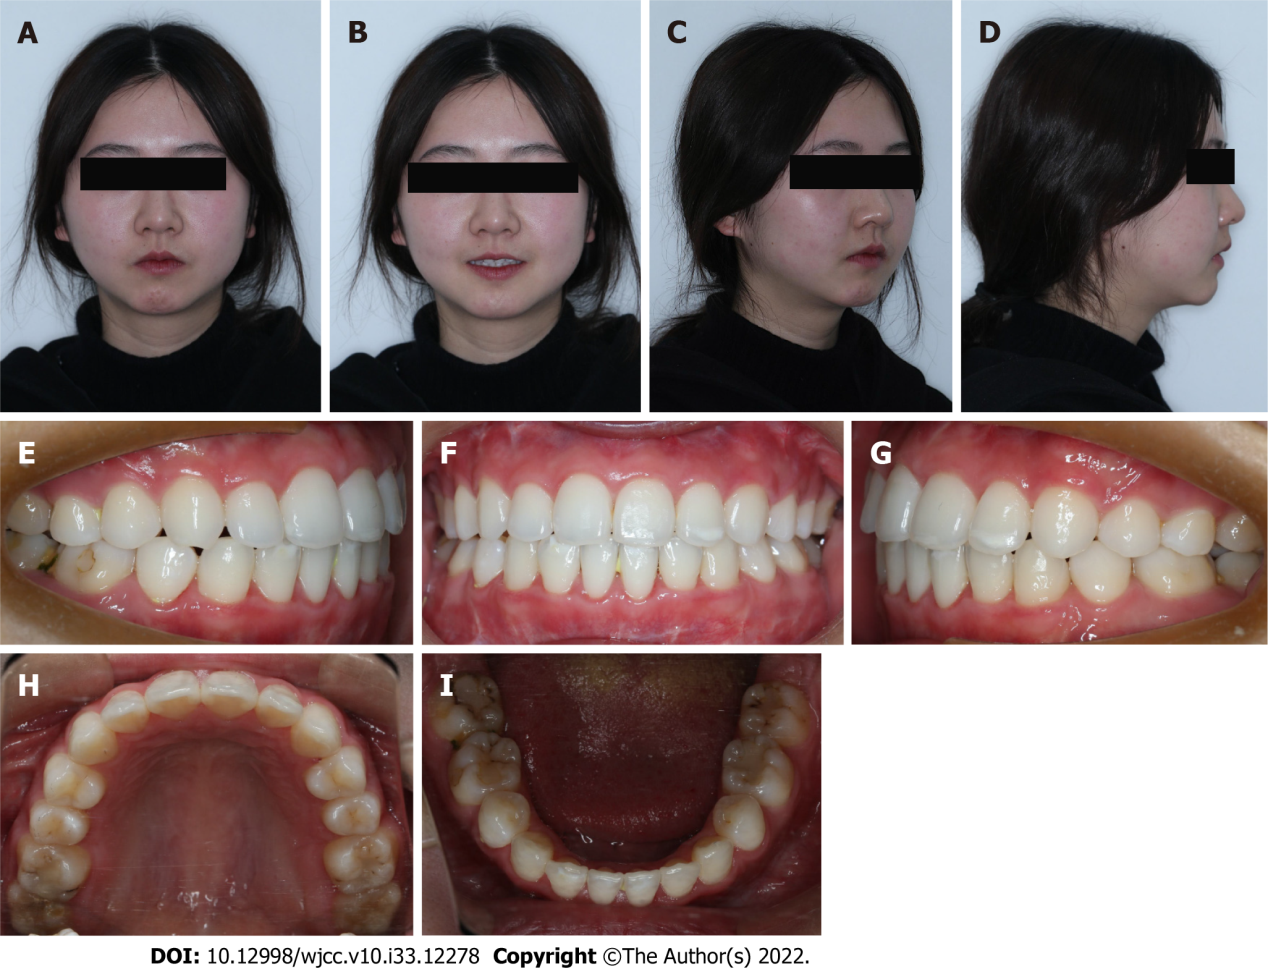 A
B
C
D
E
F
G
H
I
DOI: 10.12998/wjcc.v10.i33.12278 Copyright ©The Author(s) 2022.